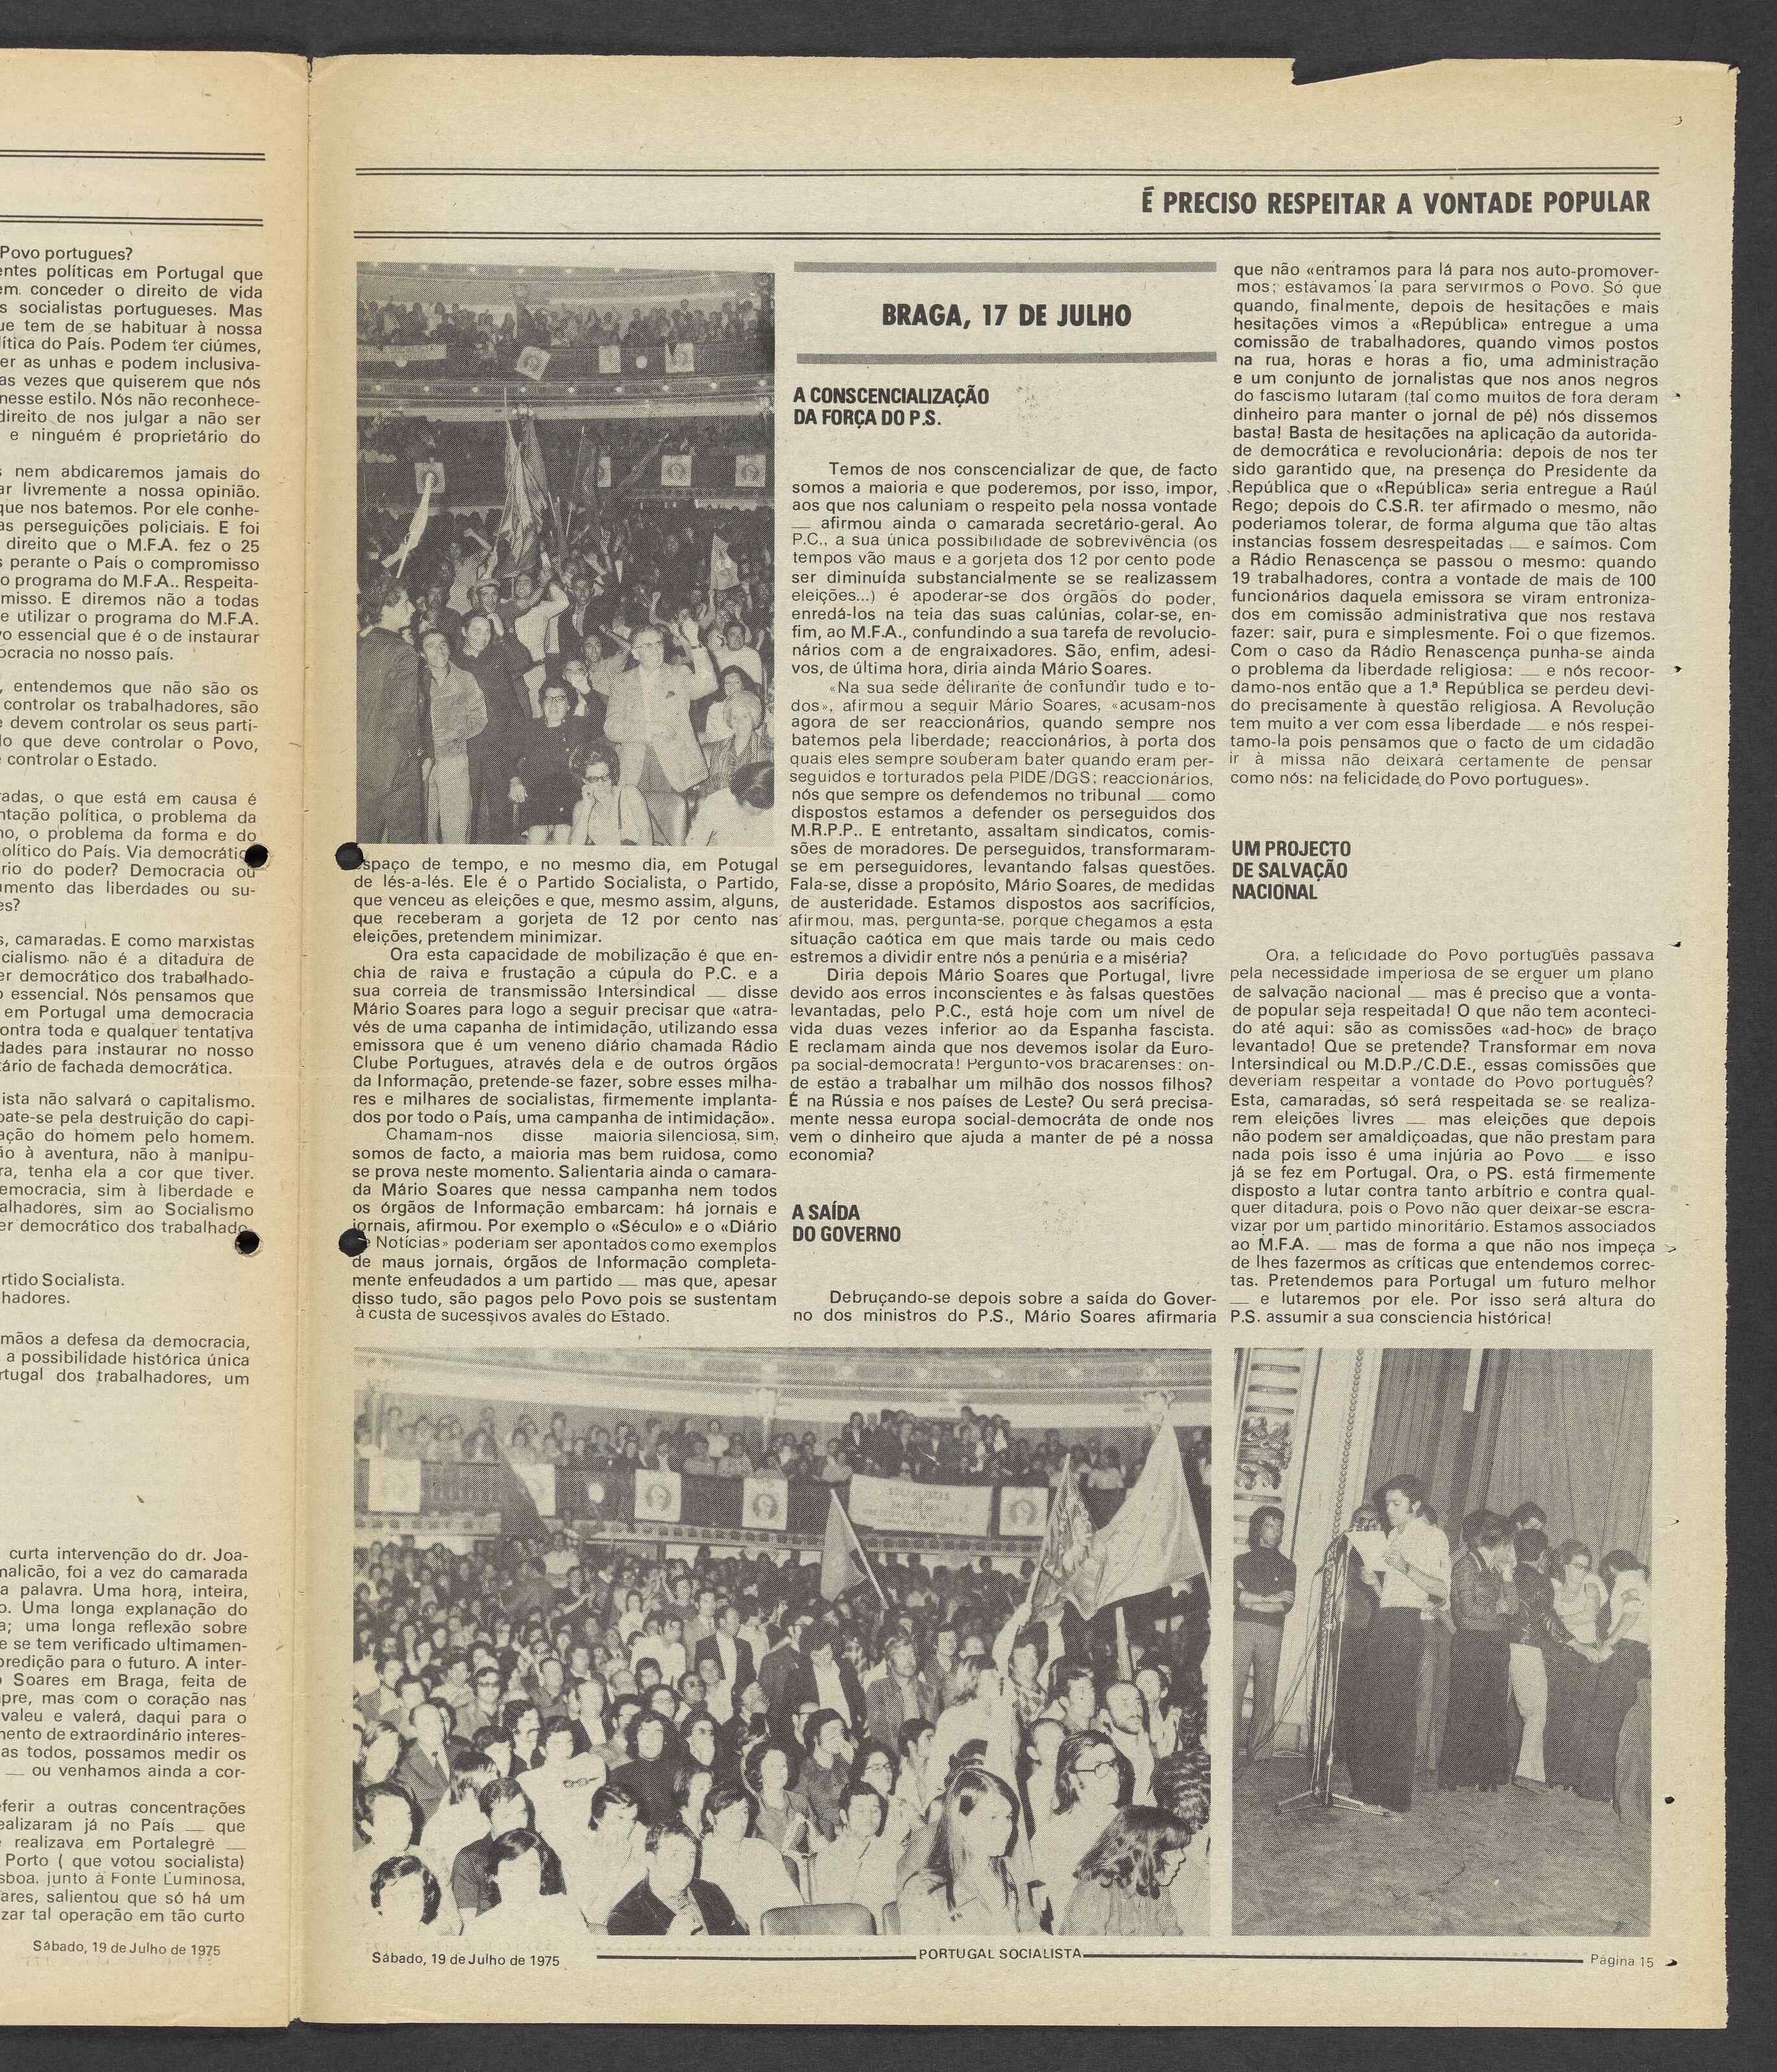 Povo portugues?
entes políticas em Portugal que
em conceder o direito de vida
s socialistas portugueses. Mas
ue tem de se habituar à nossa
lítica do País. Podem ter ciúmes,
er as unhas e podem inclusiva-
as vezes que quiserem que nós
nesse estilo. Nós não reconhece-
direito de nos julgar a não ser
e ninguém é proprietário do
s nem abdicaremos jamais do
ar livremente a nossa opinião.
que nos batemos. Por ele conhe-
as perseguições policiais. E foi
direito que o M.F.A. fez o 25
s perante o País o compromisso
o programa do M.F.A.. Respeita-
misso. E diremos não a todas
e utilizar o programa do M.F.A.
vo essencial que é o de instaurar
ocracia no nosso país.
, entendemos que não são os
controlar os trabalhadores, são
e devem controlar os seus parti-
lo que deve controlar o Povo,
e controlar o Estado.
radas, o que está em causa é
ntação política, o problema da
no, o problema da forma e do
olítico do País. Via democrátic
rio do poder? Democracia ou
umento das liberdades ou su-
es?
s, camaradas. E como marxistas
cialismo não é a ditadura de
er democrático dos trabalhado-
o essencial. Nós pensamos que
em Portugal uma democracia
ontra toda e qualquer tentativa
dades para instaurar no nosso
tário de fachada democrática.
ista não salvará o capitalismo.
bate-se pela destruição do capi-
ação do homem pelo homem.
ão à aventura, não à manipu-
ra, tenha ela a cor que tiver.
emocracia, sim à liberdade e
alhadores, sim ao Socialismo
er democrático dos trabalhado-
rtido Socialista.
hadores.
mãos a defesa da democracia,
a possibilidade histórica única
rtugal dos trabalhadores, um
curta intervenção do dr. Joa-
nalicão, foi a vez do camarada
a palavra. Uma hora, inteira,
o. Uma longa explanação do
a; uma longa reflexão sobre
e se tem verificado ultimamen-
predição para o futuro. A inter-
Soares em Braga, feita de
npre, mas com o coração nas
valeu e valerá, daqui para o
mento de extraordinário interes-
as todos, possamos medir os
— ou venhamos ainda a cor-
eferir a outras concentrações
ealizaram já no País — que
e realizava em Portalegre —
Porto ( que votou socialista)
sboa, junto à Fonte Luminosa,
ares, salientou que só há um
zar tal operação em tão curto
Sábado, 19 de Julho de 1975
É PRECISO RESPEITAR A VONTADE POPULAR
espaço de tempo, e no mesmo dia, em Potugal
de lés-a-lés. Ele é o Partido Socialista, o Partido,
que venceu as eleições e que, mesmo assim, alguns,
que receberam a gorjeta de 12 por cento nas
eleições, pretendem minimizar.
Ora esta capacidade de mobilização é que en-
chia de raiva e frustação a cúpula do P.C. e a
sua correia de transmissão Intersindical — disse
Mário Soares para logo a seguir precisar que «atra-
vés de uma capanha de intimidação, utilizando essa
emissora que é um veneno diário chamada Rádio
Clube Portugues, através dela e de outros órgãos
da Informação, pretende-se fazer, sobre esses milha-
res e milhares de socialistas, firmemente implanta-
dos por todo o País, uma campanha de intimidação».
Chamam-nos disse maioria silenciosa, sim,
somos de facto, a maioria mas bem ruidosa, como
se prova neste momento. Salientaria ainda o camara-
da Mário Soares que nessa campanha nem todos
os órgãos de Informação embarcam: há jornais e
jornais, afirmou. Por exemplo o «Século» e o «Diário
de Notícias» poderiam ser apontados como exemplos
de maus jornais, órgãos de Informação completa-
mente enfeudados a um partido — mas que, apesar
disso tudo, são pagos pelo Povo pois se sustentam
à custa de sucessivos avales do Estado.
BRAGA, 17 DE JULHO
A CONSCENCIALIZAÇÃO
DA FORÇA DO P.S.
Temos de nos conscencializar de que, de facto
somos a maioria e que poderemos, por isso, impor,
aos que nos caluniam o respeito pela nossa vontade
— afirmou ainda o camarada secretário-geral. Ao
P.C., a sua única possibilidade de sobrevivência (os
tempos vão maus e a gorjeta dos 12 por cento pode
ser diminuída substancialmente se se realizassem
eleições...) é apoderar-se dos órgãos do poder,
enredá-los na teia das suas calúnias, colar-se, en-
fim, ao M.F.A., confundindo a sua tarefa de revolucio-
nários com a de engraixadores. São, enfim, adesi-
vos, de última hora, diria ainda Mário Soares.
«Na sua sede delirante de confundir tudo e to-
dos», afirmou a seguir Mário Soares, «acusam-nos
agora de ser reaccionários, quando sempre nos
batemos pela liberdade; reaccionários, à porta dos
quais eles sempre souberam bater quando eram per-
seguidos e torturados pela PIDE/DGS; reaccionários,
nós que sempre os defendemos no tribunal — como
dispostos estamos a defender os perseguidos dos
M.R.P.P.. E entretanto, assaltam sindicatos, comis-
sões de moradores. De perseguidos, transformaram-
se em perseguidores, levantando falsas questões.
Fala-se, disse a propósito, Mário Soares, de medidas
de austeridade. Estamos dispostos aos sacrifícios,
afirmou, mas, pergunta-se, porque chegamos a esta
situação caótica em que mais tarde ou mais cedo
estremos a dividir entre nós a penúria e a miséria?
Diria depois Mário Soares que Portugal, livre
devido aos erros inconscientes e às falsas questões
levantadas, pelo P.C., está hoje com um nível de
vida duas vezes inferior ao da Espanha fascista.
E reclamam ainda que nos devemos isolar da Euro-
pa social-democrata! Pergunto-vos bracarenses: on-
de estão a trabalhar um milhão dos nossos filhos?
É na Rússia e nos países de Leste? Ou será precisa-
mente nessa europa social-democráta de onde nos
vem o dinheiro que ajuda a manter de pé a nossa
economia?
A SAÍDA
DO GOVERNO
Debruçando-se depois sobre a saída do Gover-
no dos ministros do P.S., Mário Soares afirmaria
que não «entramos para lá para nos auto-promover-
mos; estávamos la para servirmos o Povo. Só que
quando, finalmente, depois de hesitações e mais
hesitações vimos a «República» entregue a uma
comissão de trabalhadores, quando vimos postos
na rua, horas e horas a fio, uma administração
e um conjunto de jornalistas que nos anos negros
do fascismo lutaram (tal como muitos de fora deram
dinheiro para manter o jornal de pé) nós dissemos
basta! Basta de hesitações na aplicação da autorida-
de democrática e revolucionária: depois de nos ter
sido garantido que, na presença do Presidente da
República que o «República» seria entregue a Raúl
Rego; depois do C.S.R. ter afirmado o mesmo, não
poderiamos tolerar, de forma alguma que tão altas
instancias fossem desrespeitadas — e saímos. Com
a Rádio Renascença se passou o mesmo: quando
19 trabalhadores, contra a vontade de mais de 100
funcionários daquela emissora se viram entroniza-
dos em comissão administrativa que nos restava
fazer: sair, pura e simplesmente. Foi o que fizemos.
Com o caso da Rádio Renascença punha-se ainda
o problema da liberdade religiosa: — e nós recoor-
damo-nos então que a 1.ª República se perdeu devi-
do precisamente à questão religiosa. A Revolução
tem muito a ver com essa liberdade — e nós respei-
tamo-la pois pensamos que o facto de um cidadão
ir à missa não deixará certamente de pensar
como nós: na felicidade do Povo portugues».
UM PROJECTO
DE SALVAÇÃO
NACIONAL
Ora, a felicidade do Povo português passava
pela necessidade imperiosa de se erguer um plano
de salvação nacional — mas é preciso que a vonta-
de popular seja respeitada! O que não tem aconteci-
do até aqui: são as comissões «ad-hoc» de braço
levantado! Que se pretende? Transformar em nova
Intersindical ou M.D.P./C.D.E., essas comissões que
deveriam respeitar a vontade do Povo português?
Esta, camaradas, só será respeitada se se realiza-
rem eleições livres — mas eleições que depois
não podem ser amaldiçoadas, que não prestam para
nada pois isso é uma injúria ao Povo — e isso
já se fez em Portugal. Ora, o PS. está firmemente
disposto a lutar contra tanto arbítrio e contra qual-
quer ditadura, pois o Povo não quer deixar-se escra-
vizar por um partido minoritário. Estamos associados
ao M.F.A. — mas de forma a que não nos impeça
de lhes fazermos as críticas que entendemos correc-
tas. Pretendemos para Portugal um futuro melhor
— e lutaremos por ele. Por isso será altura do
P.S. assumir a sua consciencia histórica!
Sábado, 19 de Julho de 1975
PORTUGAL SOCIALISTA
Página 15